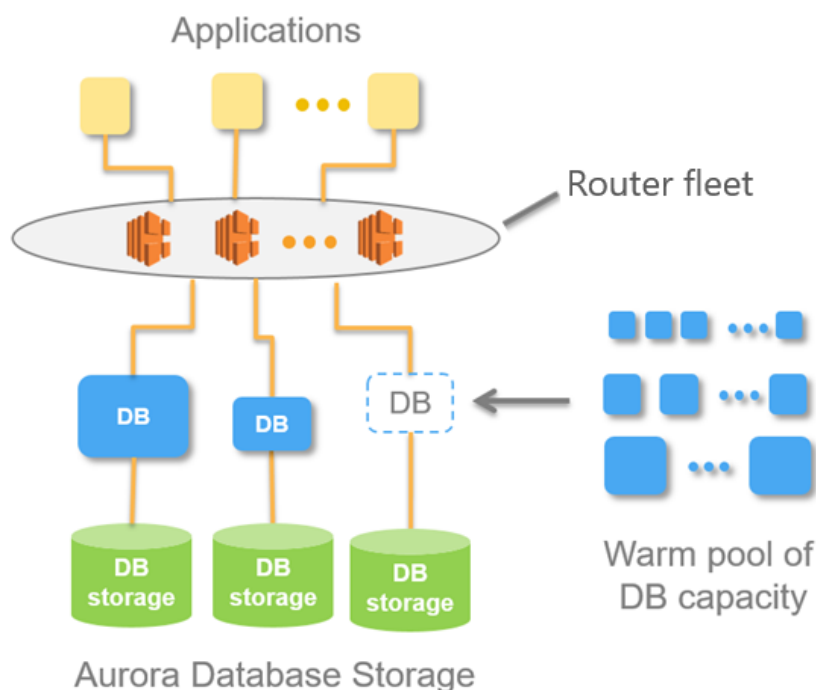 Applications
Router fleet
DB
DB
DB
DB
storage
DB
storage
DB
storage
Warm pool of
DB capacity
Aurora Database Storage